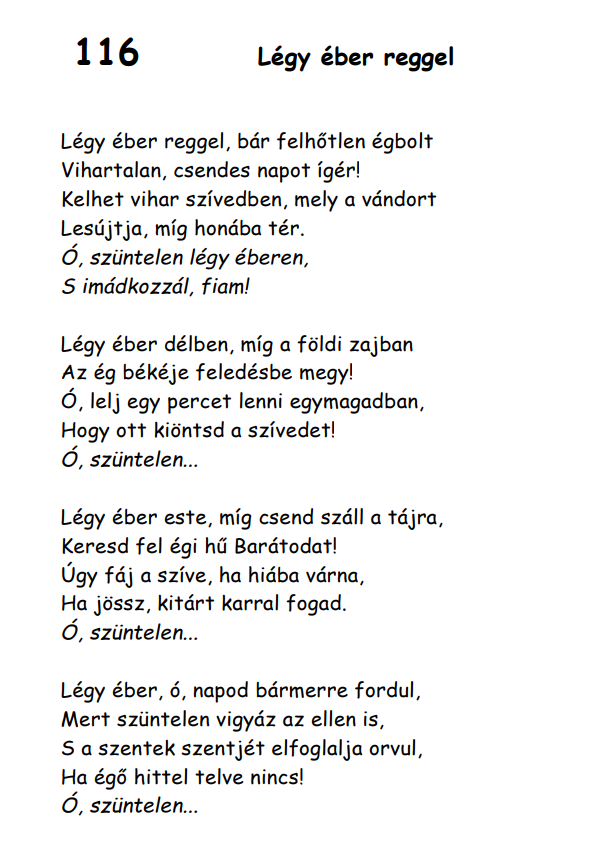 116 Légy éber reggel
Légy éber reggel, bár felhőtlen égbolt
Vihartalan, csendes napot ígér!
Kelhet vihar szívedben, mely a vándort
Lesújtja, míg honába tér.
Ó, szüntelen légy éberen,
S imádkozzál, fiam!
Légy éber délben, míg a földi zajban
Az ég békéje feledésbe megy!
Ó, lelj egy percet lenni egymagadban,
Hogy ott kiöntsd a szívedet!
Ó, szüntelen...
Légy éber este, míg csend száll a tájra,
Keresd fel égi hű Barátodat!
Úgy fáj a szíve, ha hiába várna,
Ha jössz, kitárt karral fogad.
Ó, szüntelen...
Légy éber, ó, napod bármerre fordul,
Mert szüntelen vigyáz az ellen is,
S a szentek szentjét elfoglalja orvul,
Ha égő hittel telve nincs!
Ó, szüntelen...